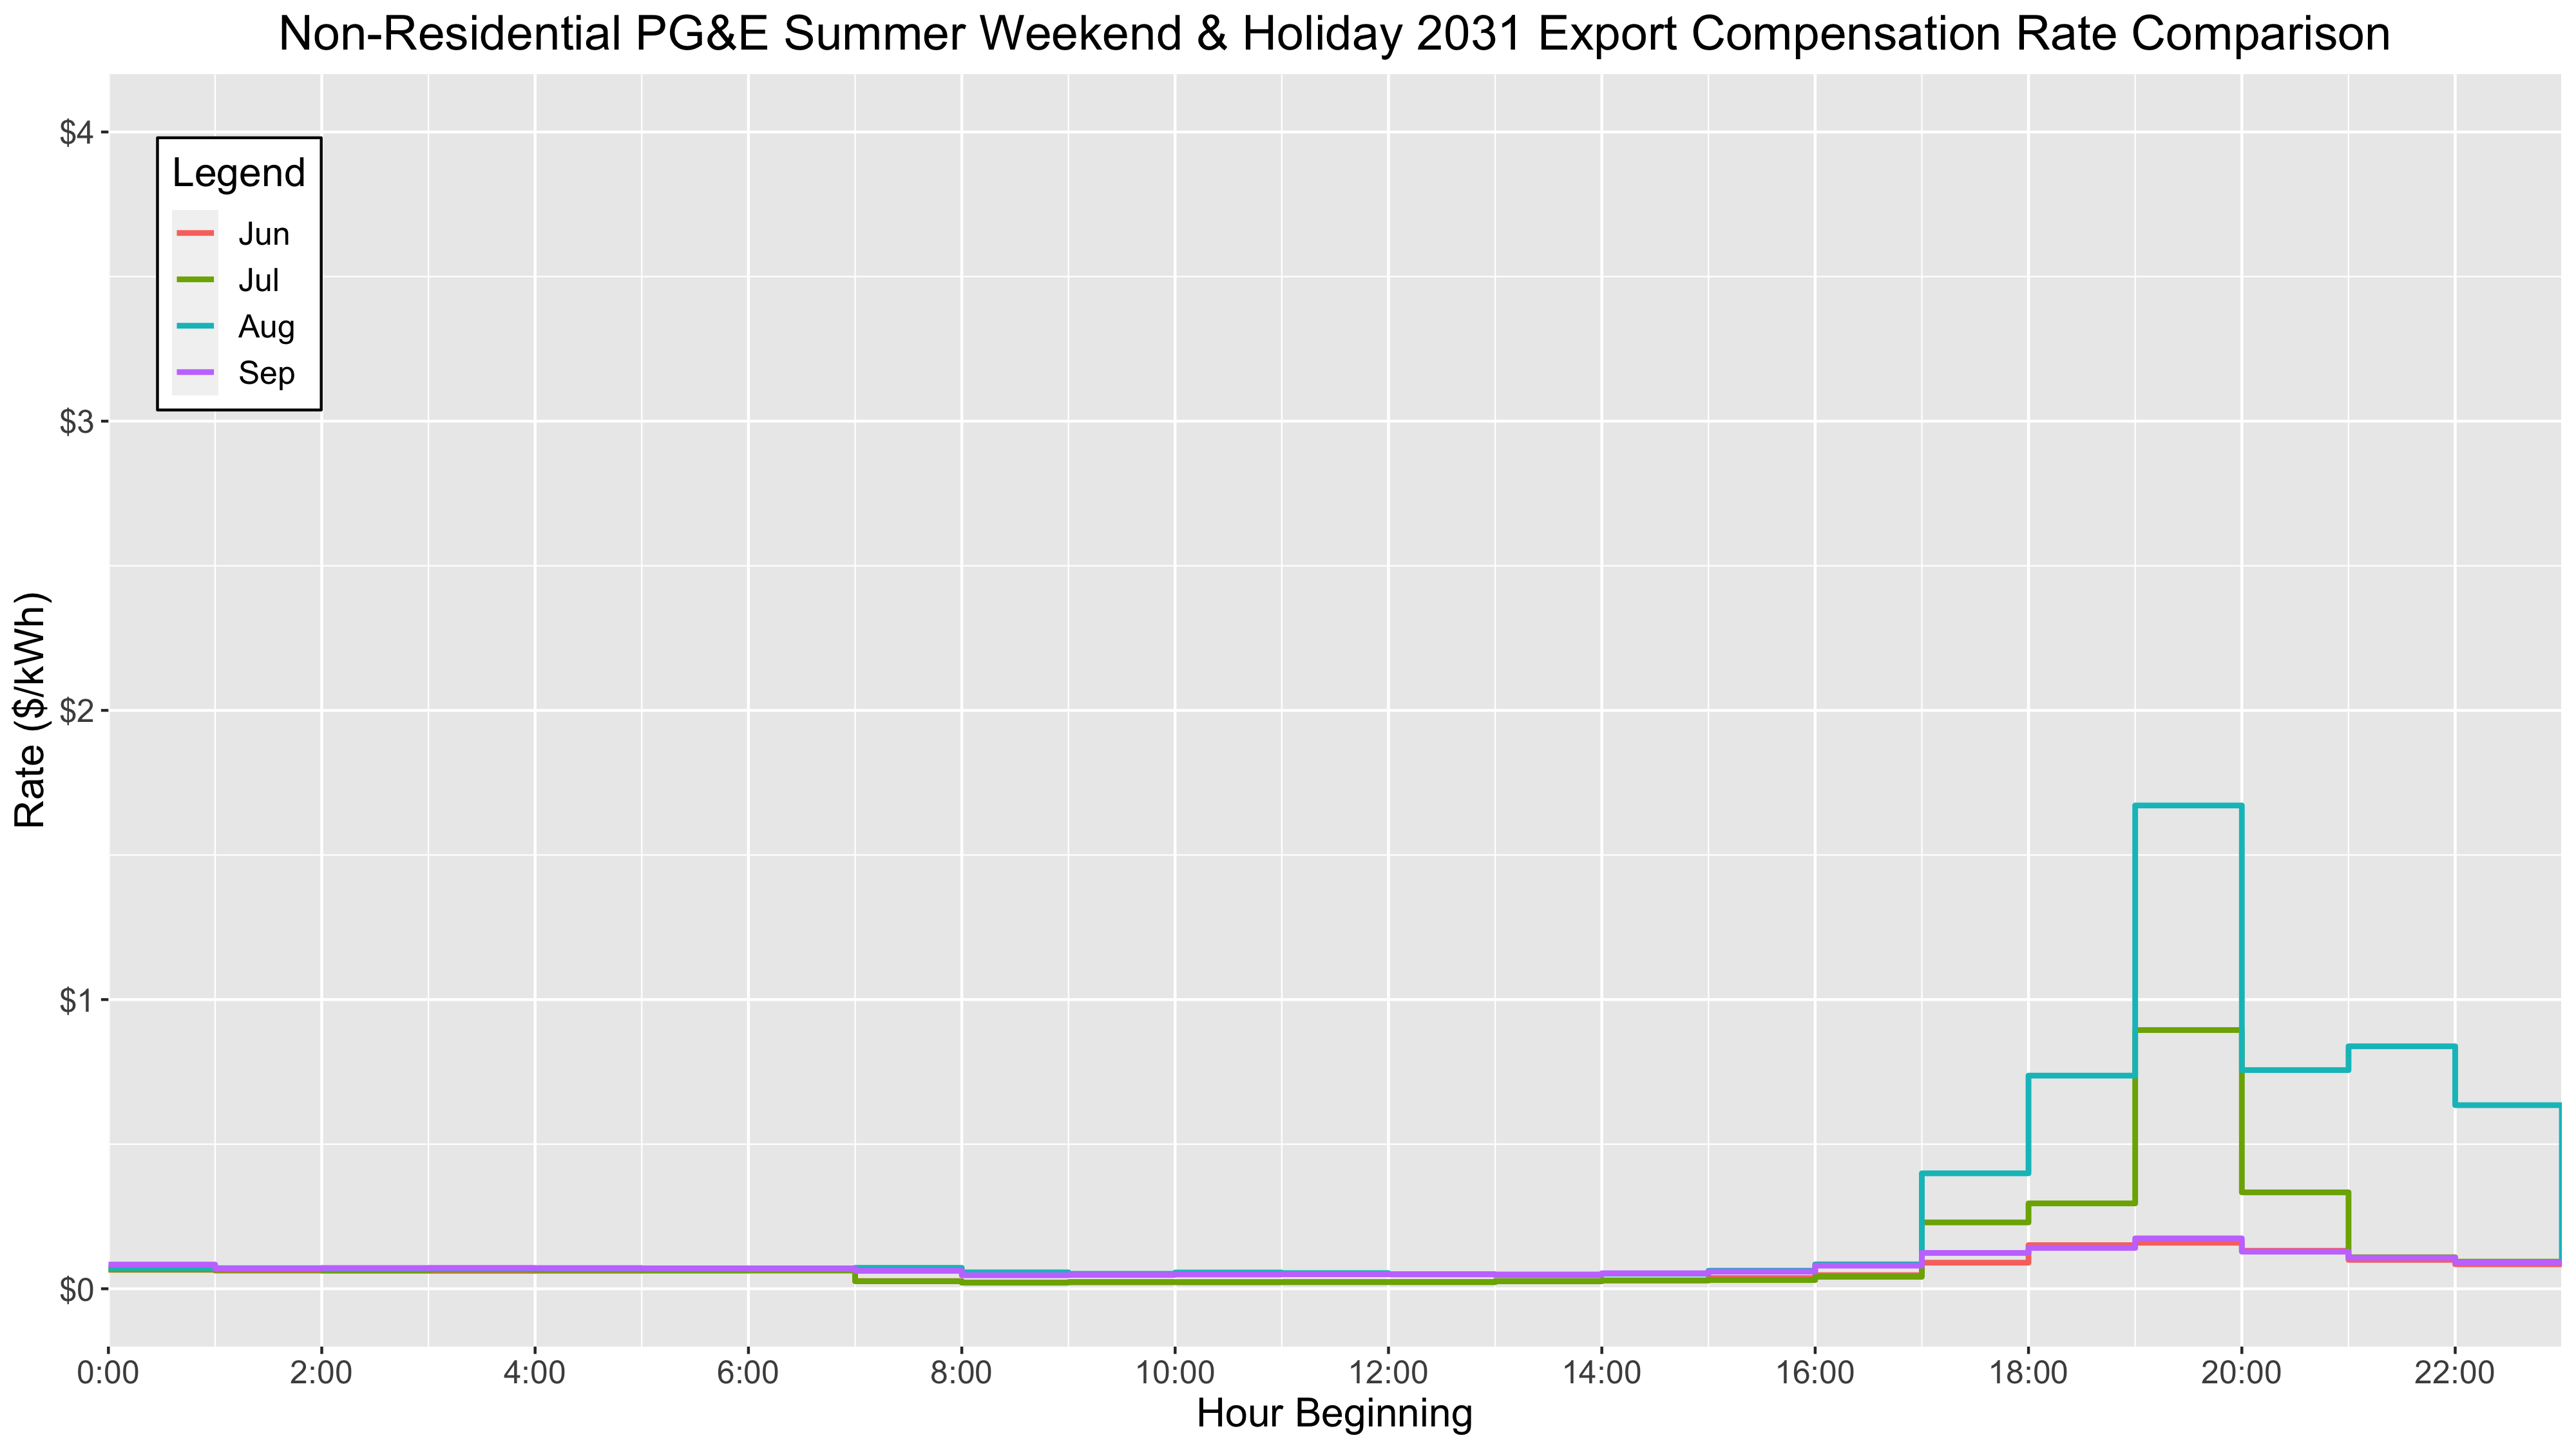 Non-Residential PG&E Summer Weekend & Holiday 2031 Export Compensation Rate Comparison
$4
Legend
Jun
Jul
Aug
Sep
$3
$2
$1
$0
Rate ($/kWh)
0:00 2:00 4:00 6:00 8:00 10:00 12:00 14:00 16:00 18:00 20:00 22:00
Hour Beginning